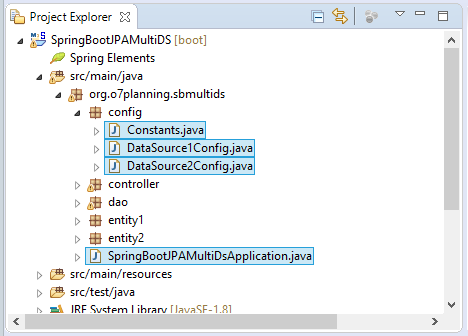 Project Explorer
SpringBootJPAMultiDS [boot]
Spring Elements
src/main/java
org.o7planning.sbmultids
config
Constants.java
DataSource1Config.java
DataSource2Config.java
controller
dao
entity1
entity2
SpringBootJPAMultiDsApplication.java
src/main/resources
src/test/java
JRE System Library [JavaSE-1.8]